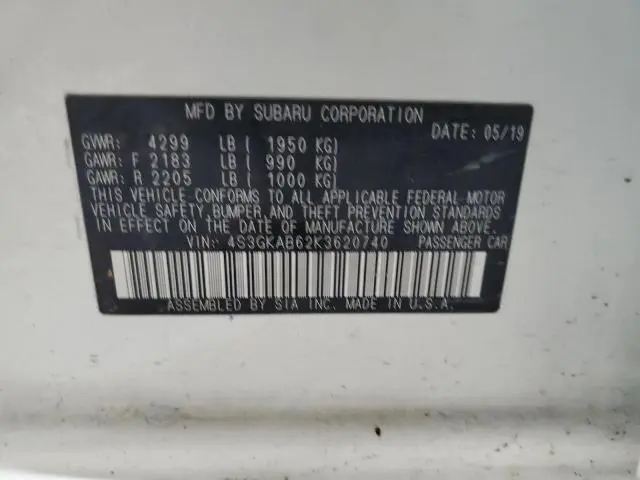 MFD BY SUBARU CORPORATION
DATE: 05/19
GVWR: 4299 LB ( 1950 KG)
GAWR: F 2183 LB ( 990 KG)
GAWR: R 2205 LB ( 1000 KG)
THIS VEHICLE CONFORMS TO ALL APPLICABLE FEDERAL MOTOR
VEHICLE SAFETY, BUMPER, AND THEFT PREVENTION STANDARDS
IN EFFECT ON THE DATE OF MANUFACTURE SHOWN ABOVE.
VIN: 4S3GKAB62K3620740 PASSENGER CAR
ASSEMBLED BY SIA INC. MADE IN U.S.A.